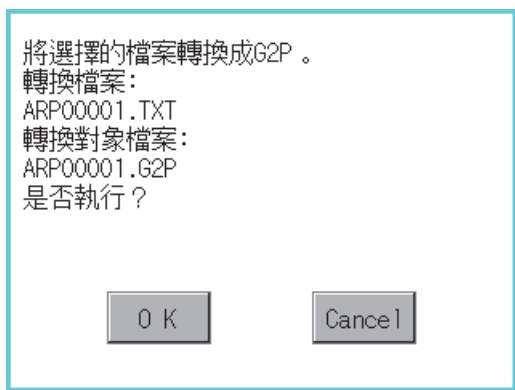 將選擇的檔案轉換成G2P。
轉換檔案:
ARP00001.TXT
轉換對象檔案:
ARP00001.G2P
是否執行？
OK
Cancel